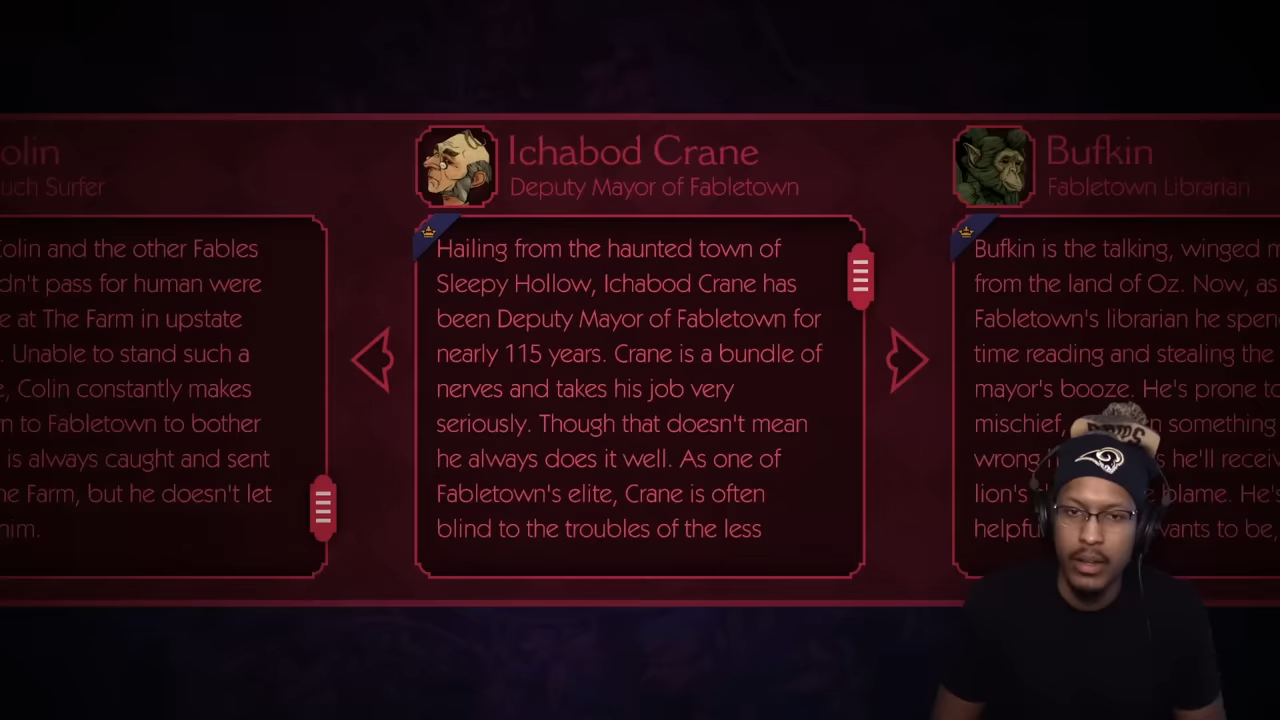 olin
uch Surfer
Colin and the other Fables
dn't pass for human were
e at The Farm in upstate
. Unable to stand such a
e, Colin constantly makes
n to Fabletown to bother
is always caught and sent
he Farm, but he doesn't let
him.
Ichabod Crane
Deputy Mayor of Fabletown
Hailing from the haunted town of
Sleepy Hollow, Ichabod Crane has
been Deputy Mayor of Fabletown for
nearly 115 years. Crane is a bundle of
nerves and takes his job very
seriously. Though that doesn't mean
he always does it well. As one of
Fabletown's elite, Crane is often
blind to the troubles of the less
Bufkin
Fabletown Librarian
Bufkin is the talking, winged m
from the land of Oz. Now, as
Fabletown's librarian he spen
time reading and stealing the
mayor's booze. He's prone to
mischief, n something
wrong s he'll receiv
lion's e blame. He's
helpfu wants to be,